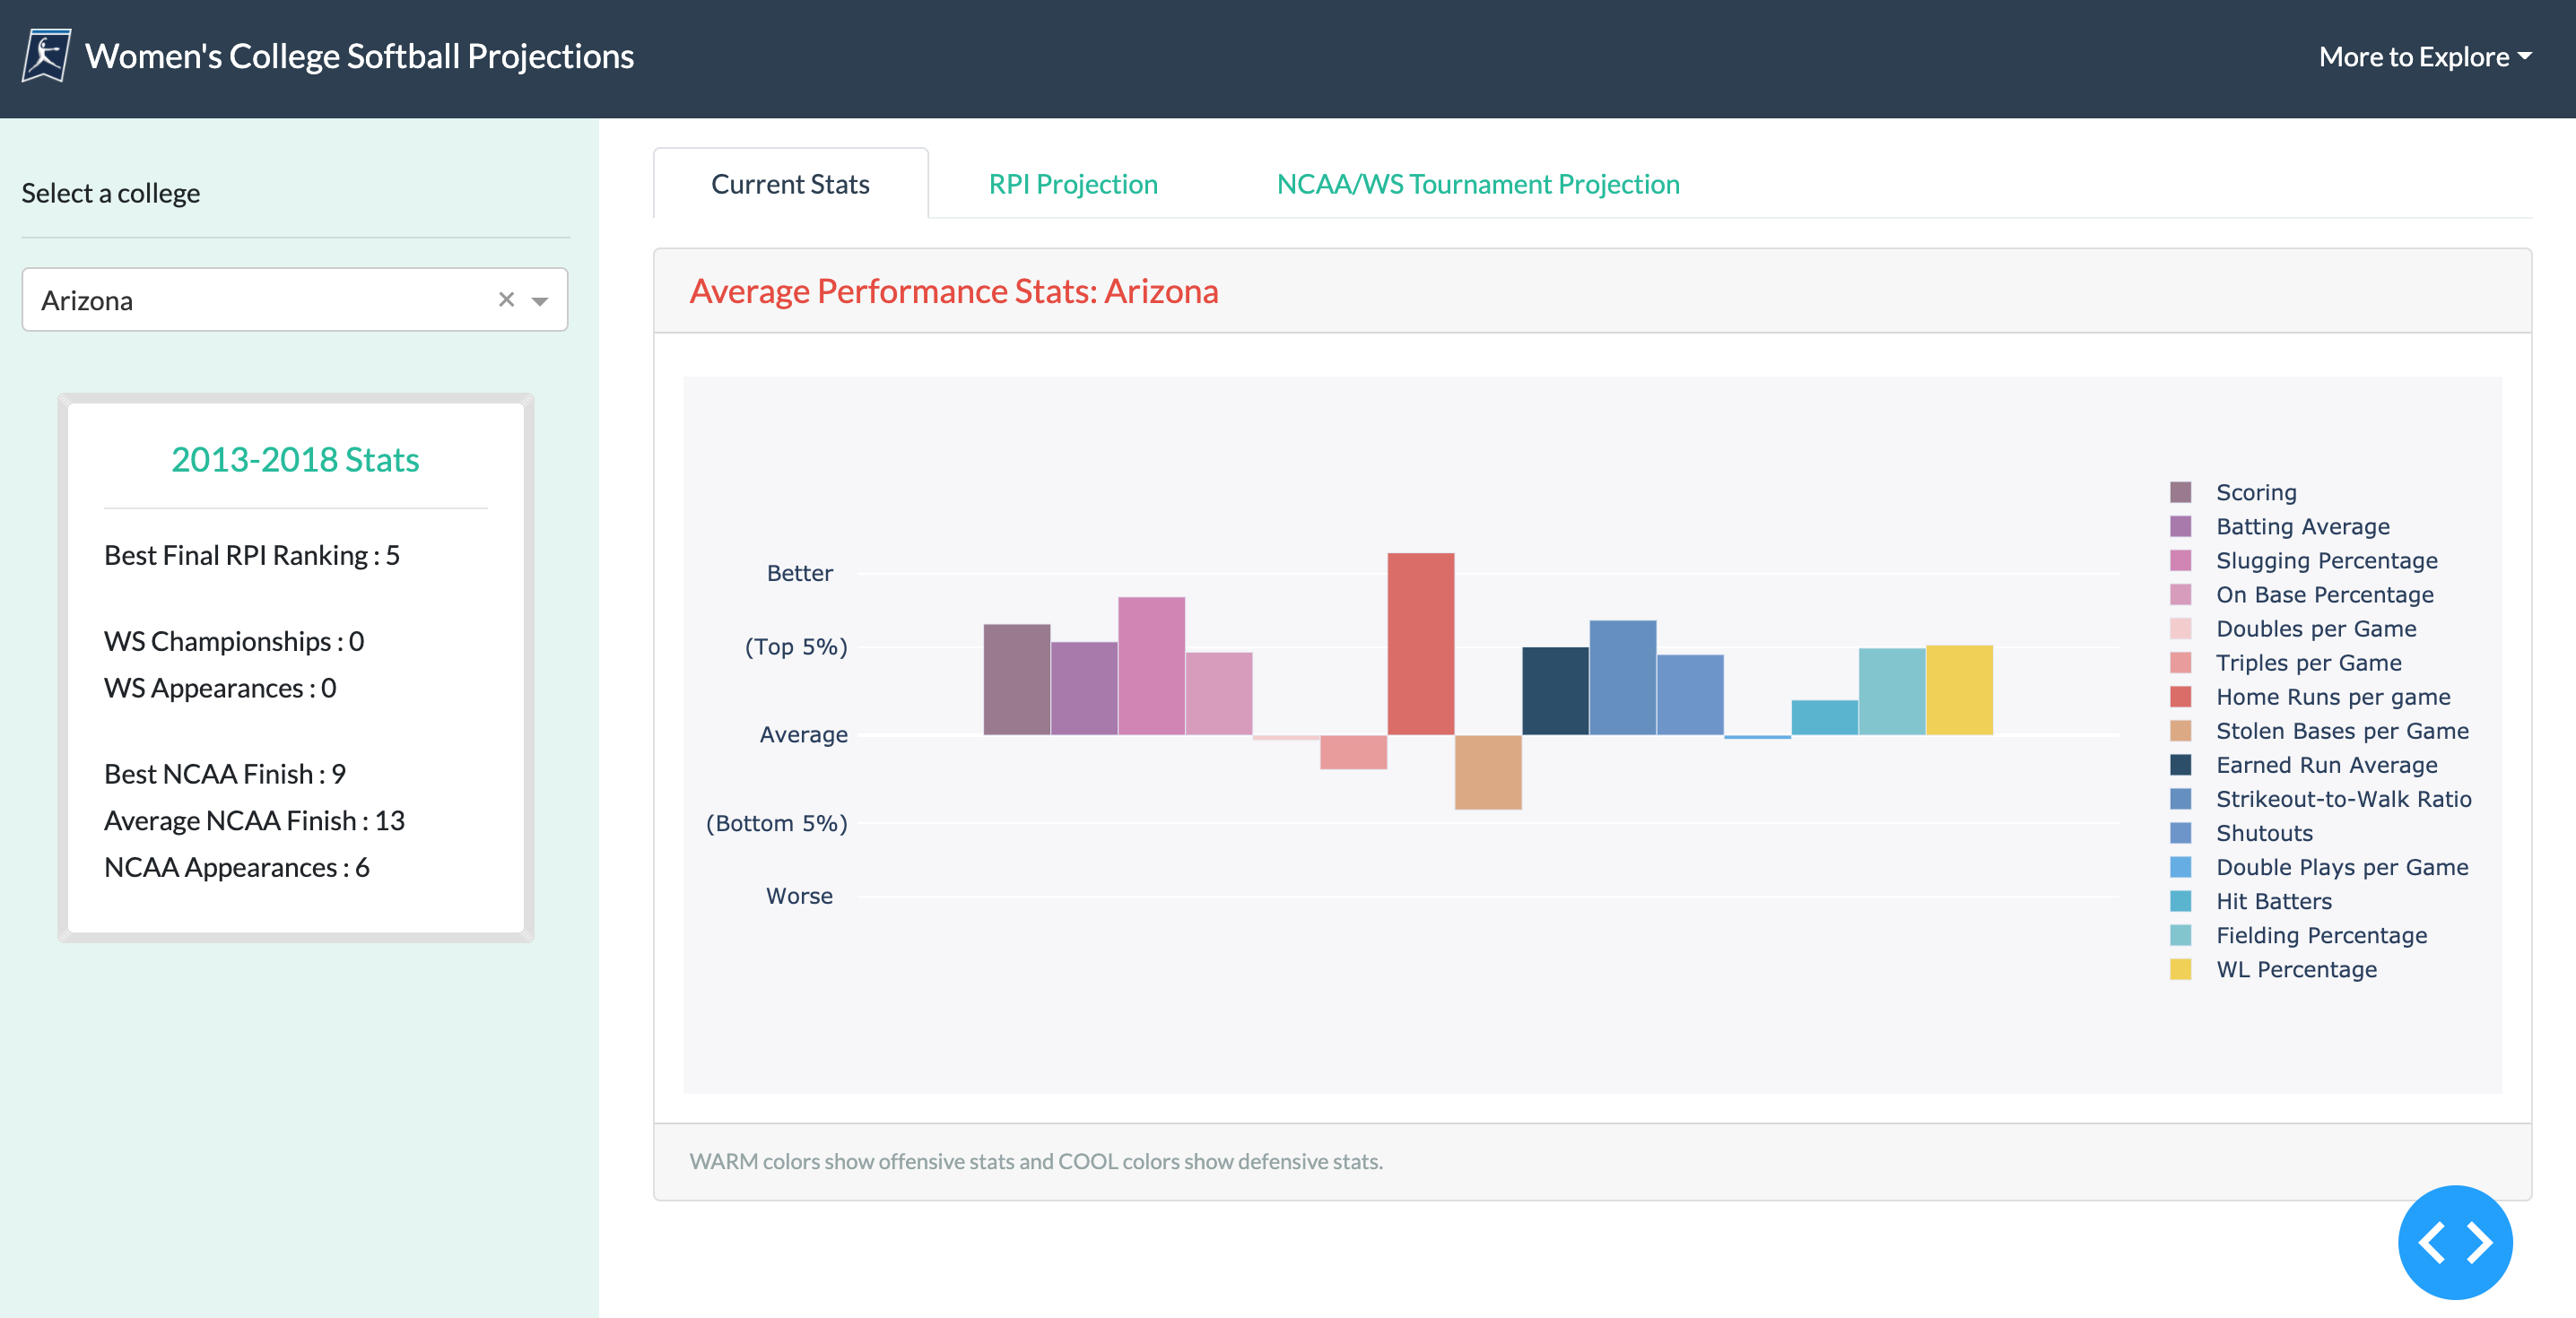 Women's College Softball Projections
More to Explore
Select a college
Arizona
2013-2018 Stats
Best Final RPI Ranking : 5
WS Championships : 0
WS Appearances : 0
Best NCAA Finish : 9
Average NCAA Finish : 13
NCAA Appearances : 6
Current Stats
RPI Projection
NCAA/WS Tournament Projection
Average Performance Stats: Arizona
Better
(Top 5%)
Average
(Bottom 5%)
Worse
Scoring
Batting Average
Slugging Percentage
On Base Percentage
Doubles per Game
Triples per Game
Home Runs per game
Stolen Bases per Game
Earned Run Average
Strikeout-to-Walk Ratio
Shutouts
Double Plays per Game
Hit Batters
Fielding Percentage
WL Percentage
WARM colors show offensive stats and COOL colors show defensive stats.